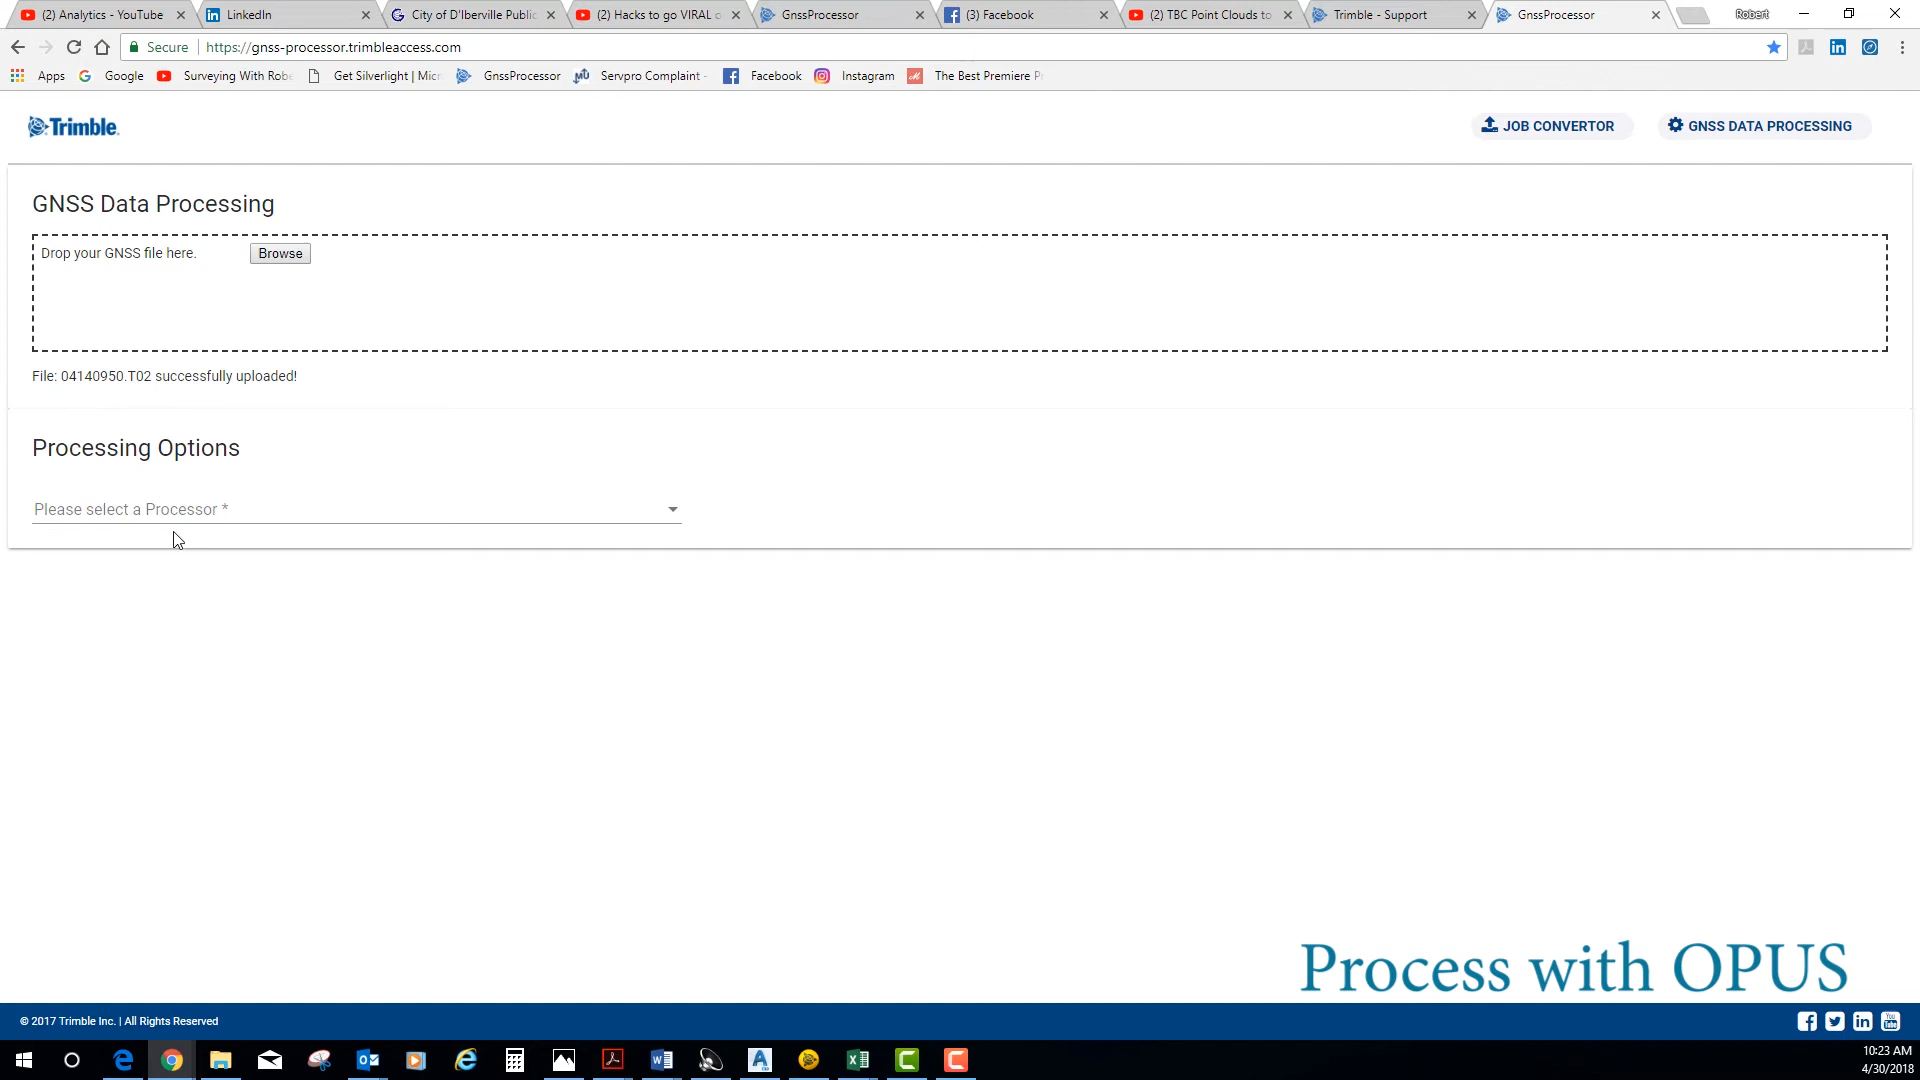 (2) Analytics - YouTube
LinkedIn
City of D'Iberville Public
(2) Hacks to go VIRAL o
GnssProcessor
(3) Facebook
(2) TBC Point Clouds to
Trimble - Support
GnssProcessor
Robert
Secure
https://gnss-processor.trimbleaccess.com
Apps
Google
Surveying With Robe
Get Silverlight | Micr
GnssProcessor
Servpro Complaint -
Facebook
Instagram
The Best Premiere Pr
Trimble
JOB CONVERTOR
GNSS DATA PROCESSING
GNSS Data Processing
Drop your GNSS file here.
Browse
File: 04140950.T02 successfully uploaded!
Processing Options
Please select a Processor *
Process with OPUS
© 2017 Trimble Inc. | All Rights Reserved
10:23 AM
4/30/2018